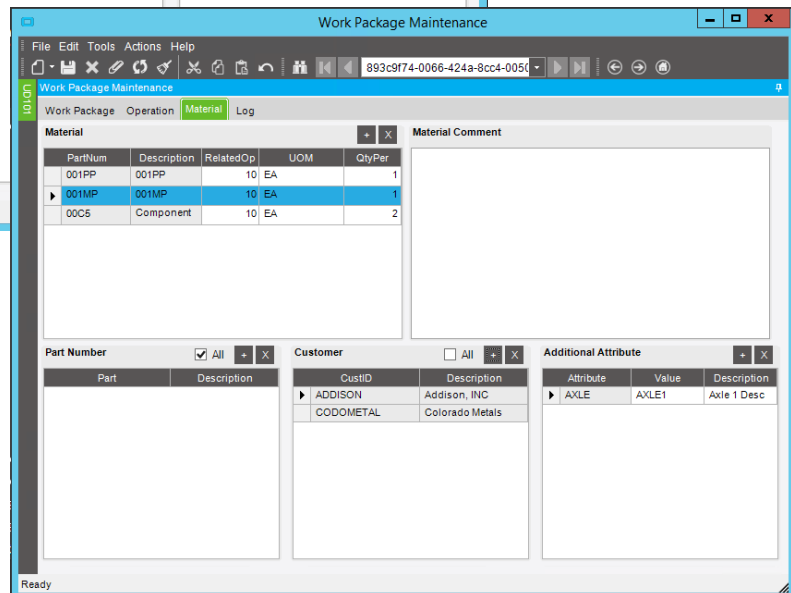 Work Package Maintenance
File Edit Tools Actions Help
893c9f74-0066-424a-8cc4-005
UD101
Work Package Maintenance
Work Package Operation Material Log
Material + X Material Comment
PartNum Description RelatedOp UOM QtyPer
001PP 001PP 10 EA 1
001MP 001MP 10 EA 1
00C5 Component 10 EA 2
Part Number All + X Customer All + X Additional Attribute + X
Part Description CustID Description Attribute Value Description
ADDISON Addison, INC AXLE AXLE1 Axle 1 Desc
CODOMETAL Colorado Metals
Ready